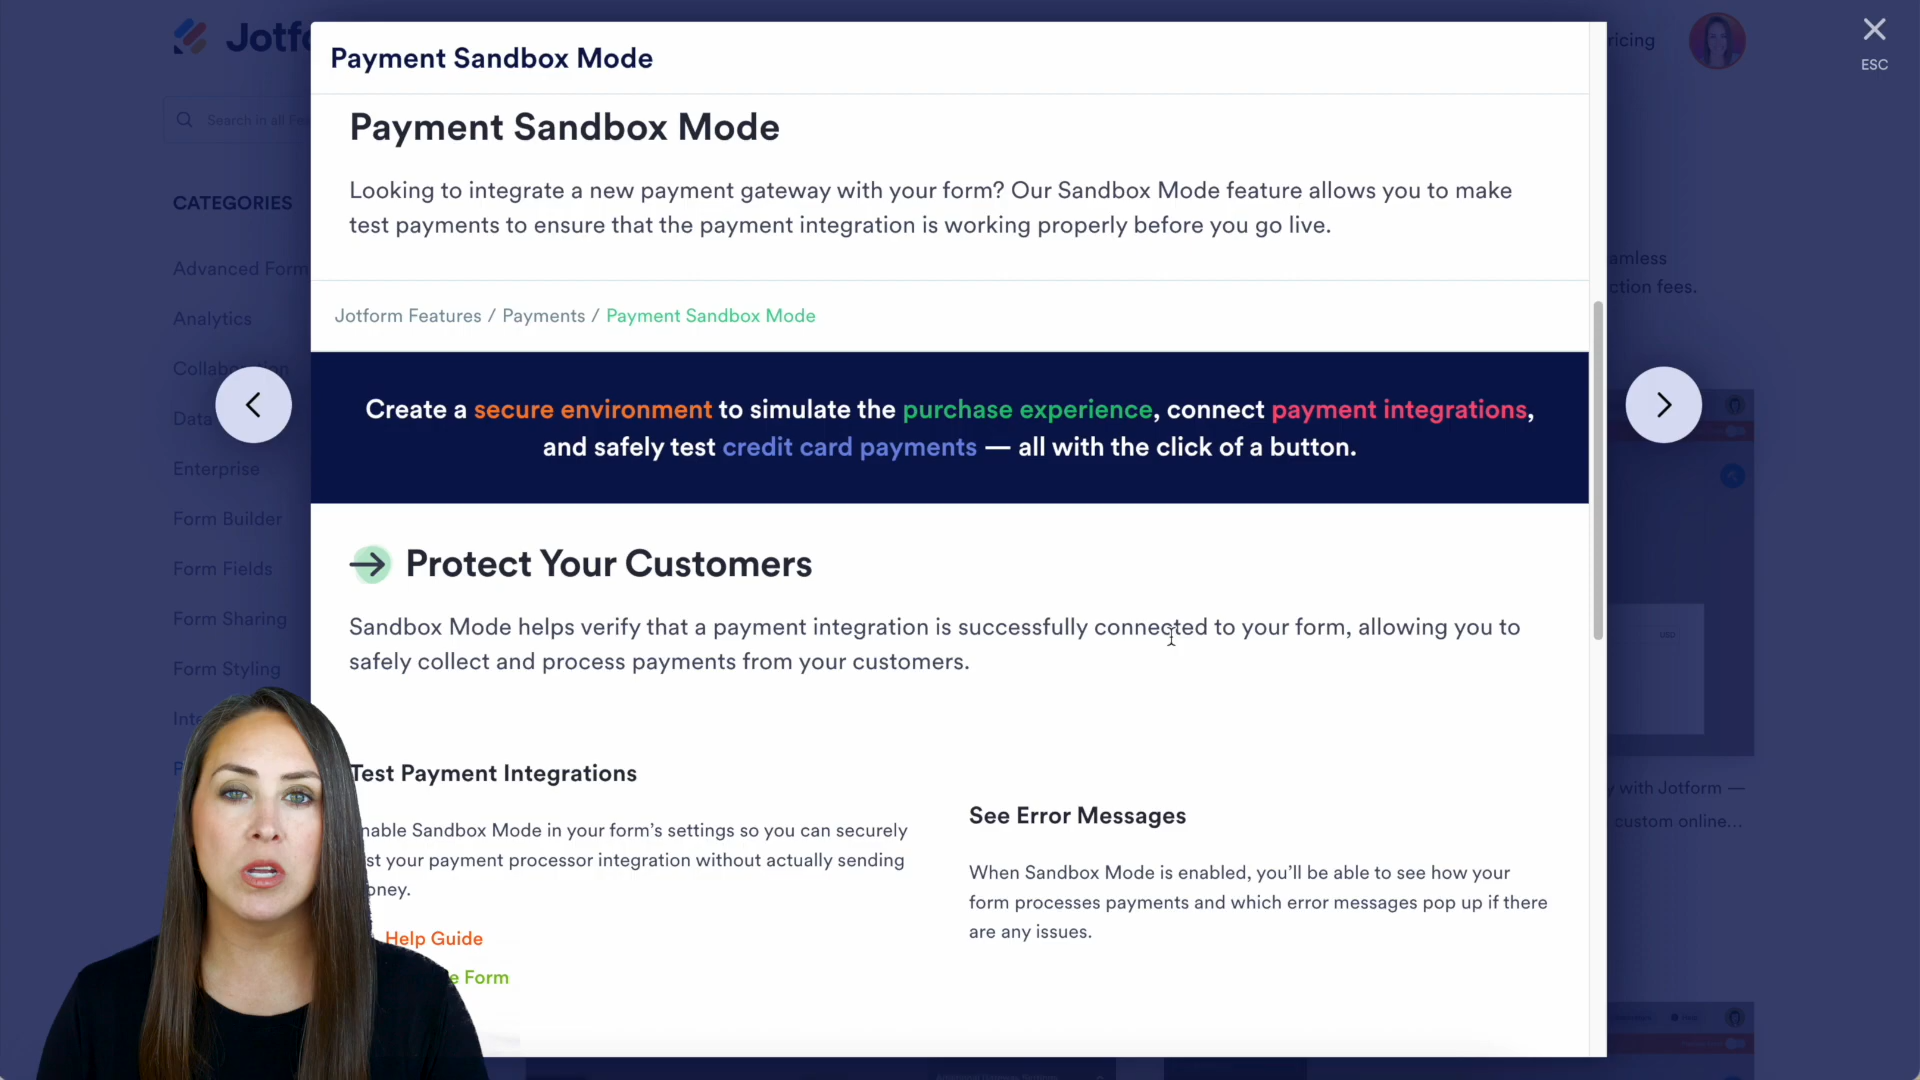 Jotf
ricing
ESC
Payment Sandbox Mode
Search in all Fe
Payment Sandbox Mode
Looking to integrate a new payment gateway with your form? Our Sandbox Mode feature allows you to make
test payments to ensure that the payment integration is working properly before you go live.
CATEGORIES
Advanced Form
Analytics
Collaboration
Data
Enterprise
Form Builder
Form Fields
Form Sharing
Form Styling
Inte
P
amless
ction fees.
Jotform Features / Payments / Payment Sandbox Mode
Create a secure environment to simulate the purchase experience, connect payment integrations,
and safely test credit card payments — all with the click of a button.
Protect Your Customers
Sandbox Mode helps verify that a payment integration is successfully connected to your form, allowing you to
safely collect and process payments from your customers.
USD
Test Payment Integrations
nable Sandbox Mode in your form's settings so you can securely
st your payment processor integration without actually sending
oney.
Help Guide
e Form
See Error Messages
When Sandbox Mode is enabled, you'll be able to see how your
form processes payments and which error messages pop up if there
are any issues.
y with Jotform —
custom online...